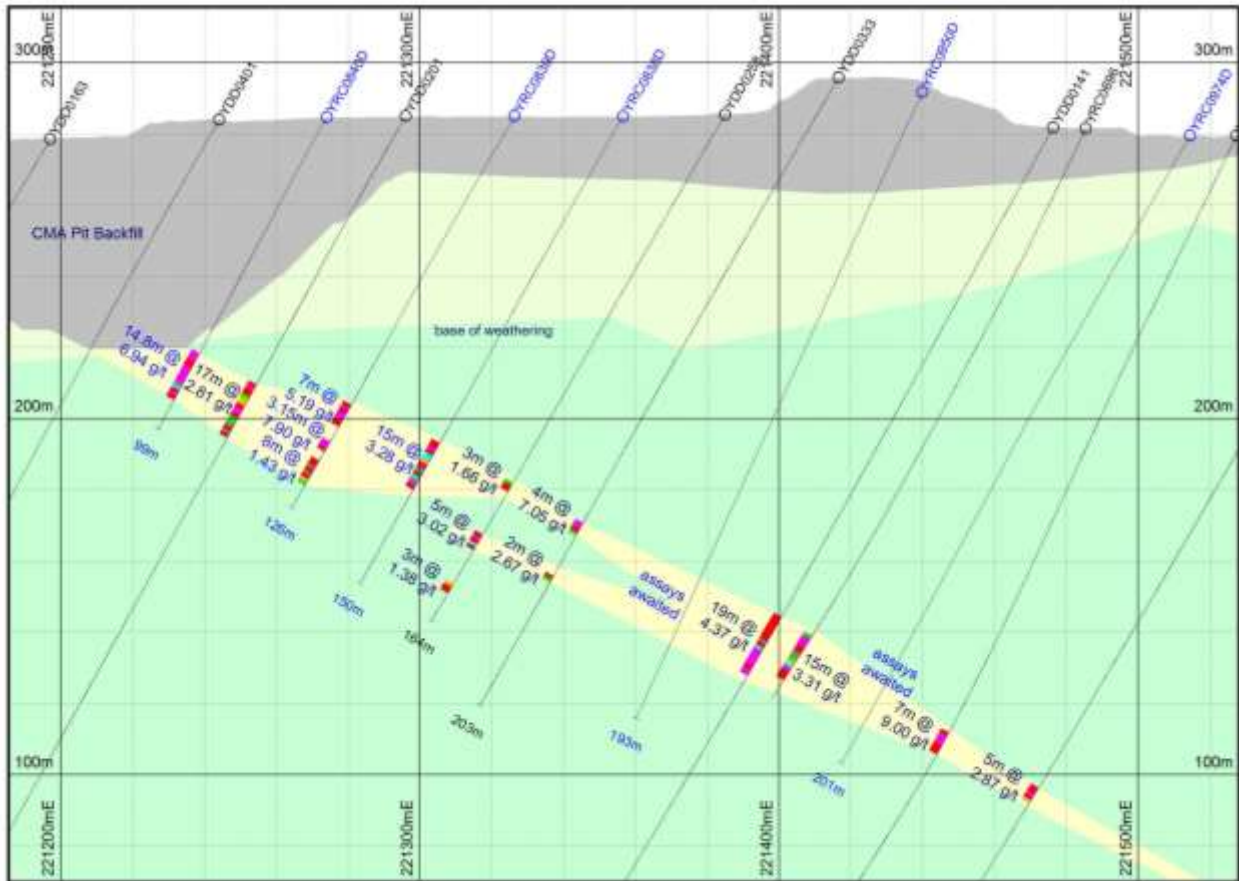 300m
221200mE
221300mE
221400mE
221500mE
300m
OYDD0163
OYDD0401
OYRC0840D
OYDD0201
OYRC0839D
OYRC0838D
OYDD0333
OYRC0950D
OYDD0141
OYRC0974D
CMA Pit Backfill
base of weathering
14.8m @
6.94 g/t
17m @
2.81 g/t
7m @
5.19 g/t
3.15m @
7.90 g/t
8m @
1.43 g/t
15m @
3.28 g/t
3m @
1.66 g/t
4m @
7.05 g/t
200m
200m
99m
126m
5m @
3.02 g/t
2m @
2.67 g/t
3m @
1.38 g/t
150m
164m
203m
assays
awaited
193m
19m @
4.37 g/t
15m @
3.31 g/t
assays
awaited
201m
7m @
9.00 g/t
5m @
2.87 g/t
100m
100m
221200mE
221300mE
221400mE
221500mE